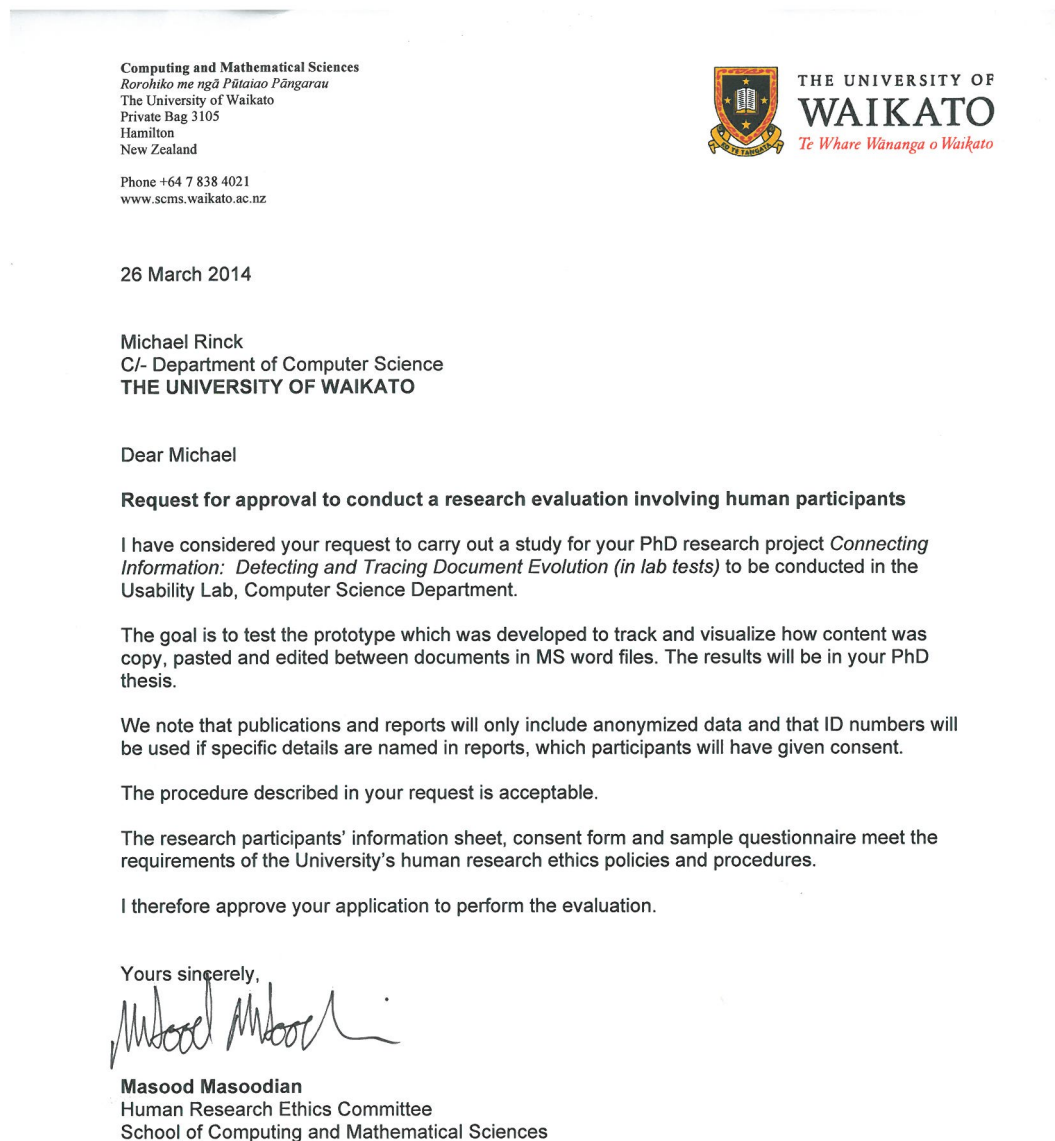 Computing and Mathematical Sciences
Rorohiko me ngā Pūtaiao Pāngarau
The University of Waikato
Private Bag 3105
Hamilton
New Zealand
Phone +64 7 838 4021
www.scms.waikato.ac.nz
KO TE TANGATA
THE UNIVERSITY OF
WAIKATO
Te Whare Wānanga o Waikato
26 March 2014
Michael Rinck
C/- Department of Computer Science
THE UNIVERSITY OF WAIKATO
Dear Michael
Request for approval to conduct a research evaluation involving human participants
I have considered your request to carry out a study for your PhD research project Connecting
Information: Detecting and Tracing Document Evolution (in lab tests) to be conducted in the
Usability Lab, Computer Science Department.
The goal is to test the prototype which was developed to track and visualize how content was
copy, pasted and edited between documents in MS word files. The results will be in your PhD
thesis.
We note that publications and reports will only include anonymized data and that ID numbers will
be used if specific details are named in reports, which participants will have given consent.
The procedure described in your request is acceptable.
The research participants' information sheet, consent form and sample questionnaire meet the
requirements of the University's human research ethics policies and procedures.
I therefore approve your application to perform the evaluation.
Yours sincerely,
Masood Masoodian
Human Research Ethics Committee
School of Computing and Mathematical Sciences